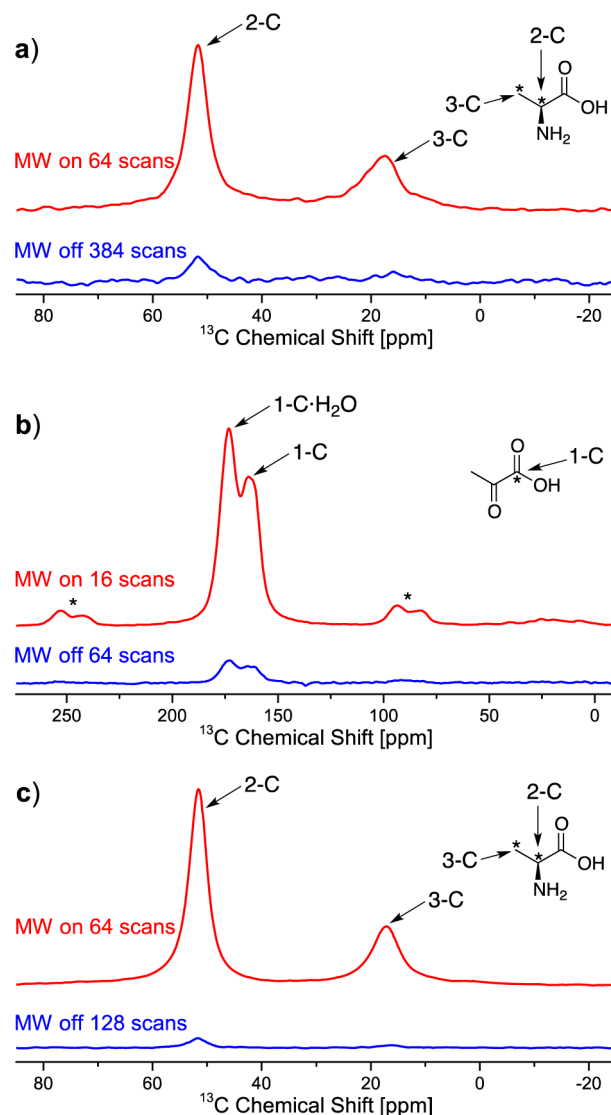 a)
2-C
2-C
O
OH
3-C
*
*
NH₂
3-C
MW on 64 scans
MW off 384 scans
80 60 40 20 0 -20
¹³C Chemical Shift [ppm]
b)
1-C·H₂O
1-C
O
1-C
*
OH
O
MW on 16 scans
*
*
MW off 64 scans
250 200 150 100 50 0
¹³C Chemical Shift [ppm]
c)
2-C
2-C
O
OH
3-C
*
*
NH₂
3-C
MW on 64 scans
MW off 128 scans
80 60 40 20 0 -20
¹³C Chemical Shift [ppm]